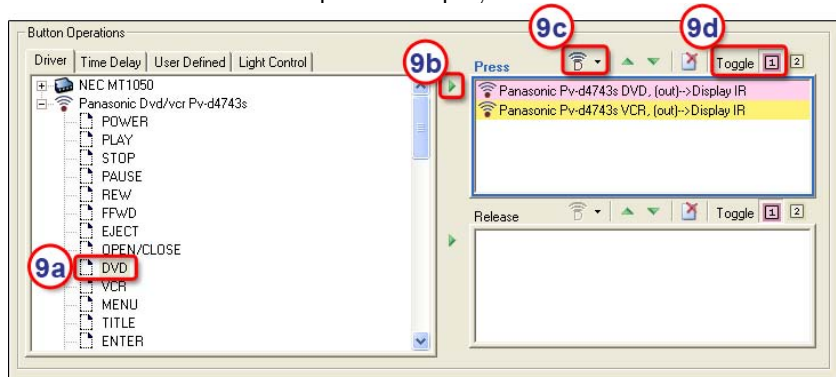 Button Operations
9c
9d
Driver Time Delay User Defined Light Control
9b
Press
Toggle 1 2
NEC MT1050
Panasonic Dvd/vcr Pv-d4743s
POWER
PLAY
STOP
PAUSE
REW
FFWD
EJECT
OPEN/CLOSE
9a
DVD
VCR
MENU
TITLE
ENTER
Panasonic Pv-d4743s DVD, (out)-->Display IR
Panasonic Pv-d4743s VCR, (out)-->Display IR
Release
Toggle 1 2